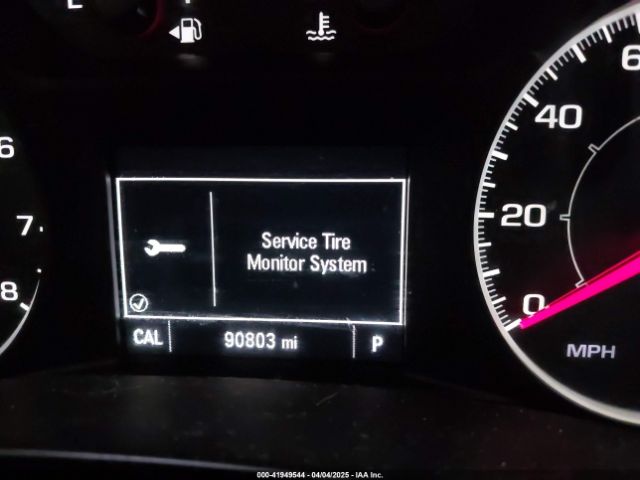 E
6
7
8
Service Tire
Monitor System
CAL 90803 mi P
40
20
0
MPH
000-41949544 - 04/04/2025 - IAA Inc.